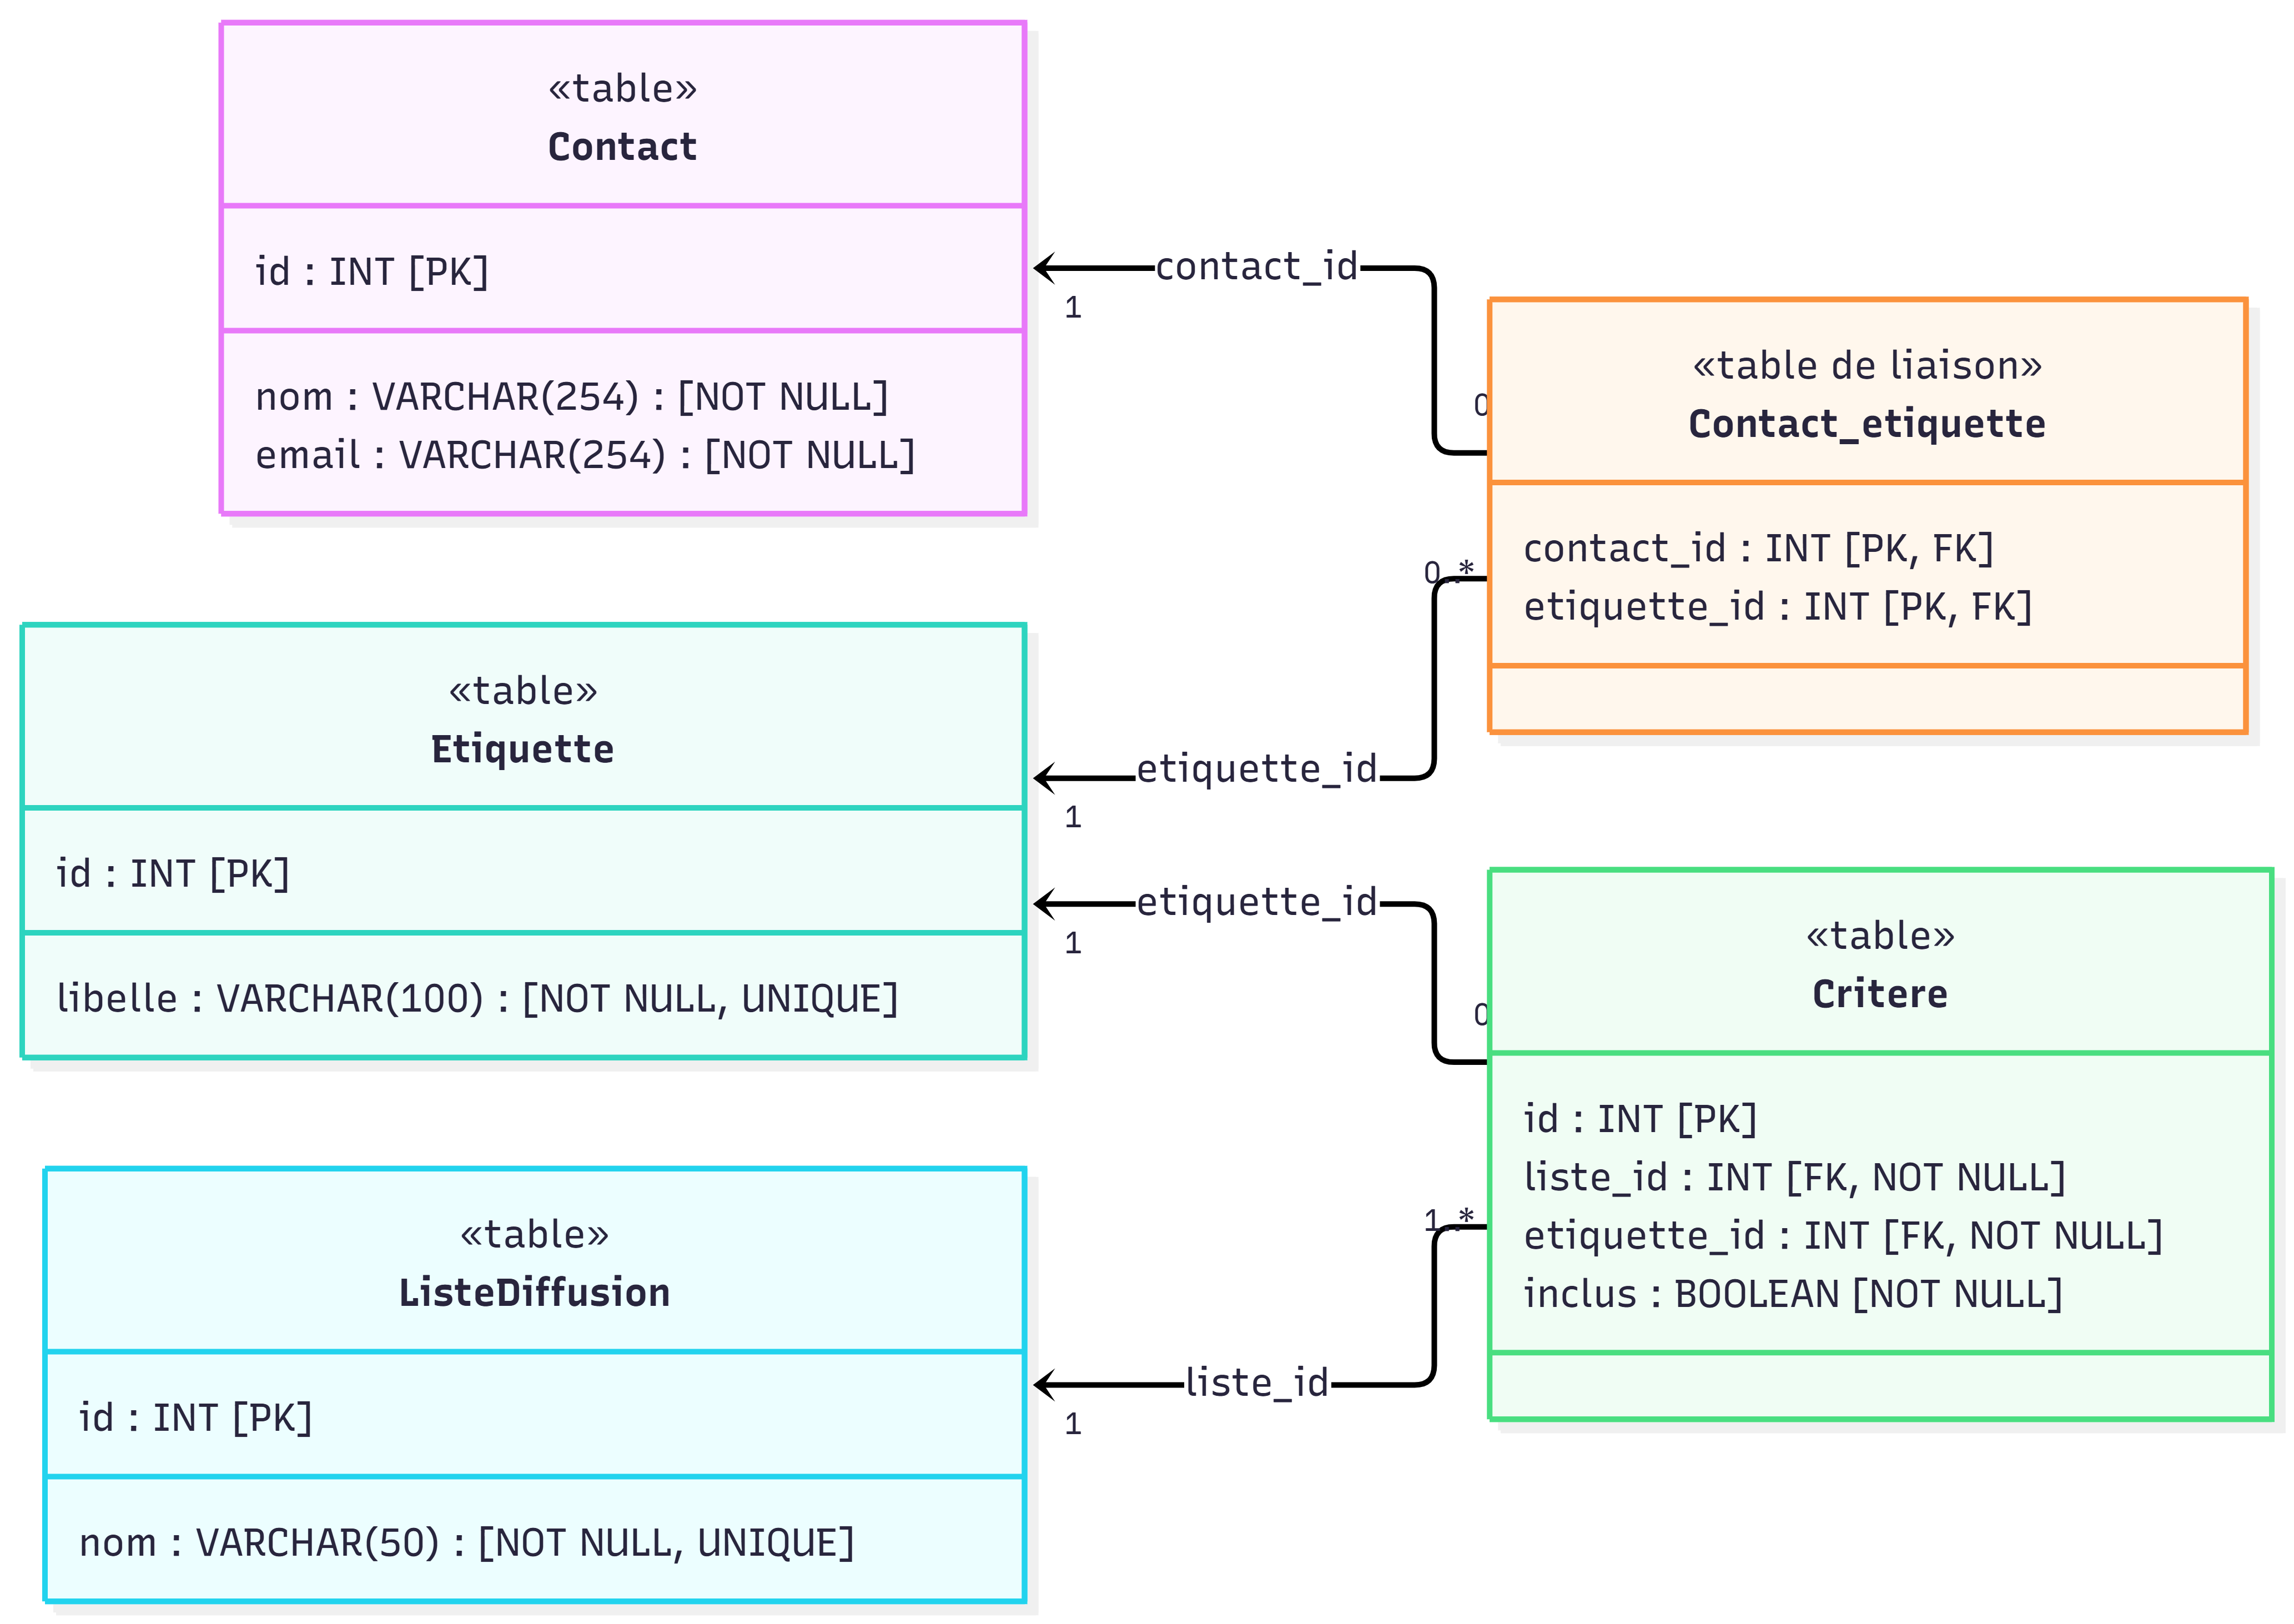 «table»
Contact
id : INT [PK]
nom : VARCHAR(254) : [NOT NULL]
email : VARCHAR(254) : [NOT NULL]
contact_id
1
0
«table de liaison»
Contact_etiquette
contact_id : INT [PK, FK]
etiquette_id : INT [PK, FK]
0..*
etiquette_id
1
«table»
Etiquette
id : INT [PK]
libelle : VARCHAR(100) : [NOT NULL, UNIQUE]
etiquette_id
1
0
«table»
Critere
id : INT [PK]
liste_id : INT [FK, NOT NULL]
etiquette_id : INT [FK, NOT NULL]
inclus : BOOLEAN [NOT NULL]
1..*
liste_id
1
«table»
ListeDiffusion
id : INT [PK]
nom : VARCHAR(50) : [NOT NULL, UNIQUE]